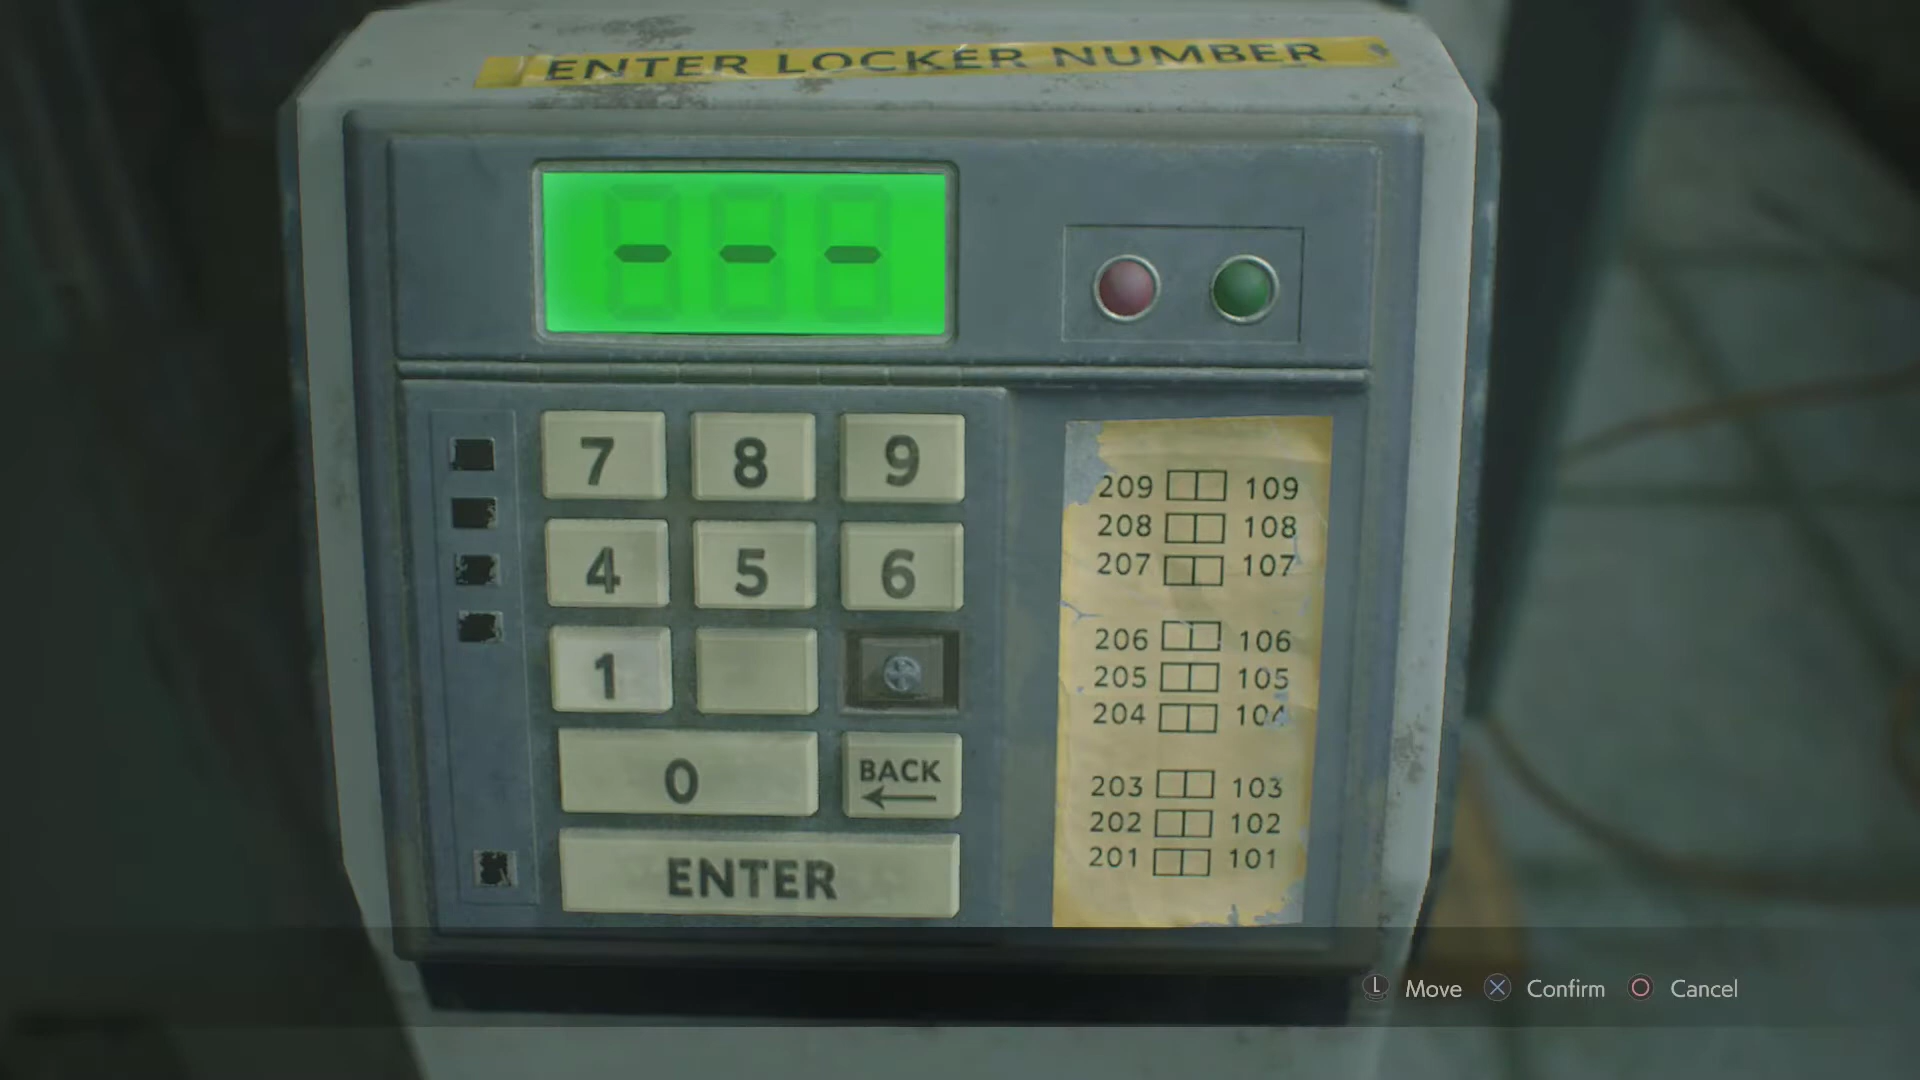 ENTER LOCKER NUMBER
- - -
7 8 9
4 5 6
1
0 BACK
ENTER
209 109
208 108
207 107
206 106
205 105
204 104
203 103
202 102
201 101
L Move Confirm Cancel